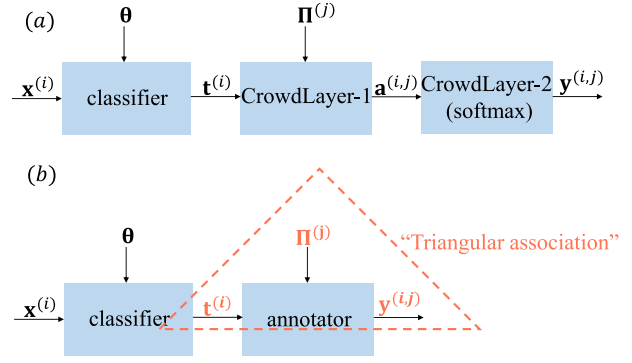 (a)
θ
Π^(j)
x^(i)
classifier
t^(i)
CrowdLayer-1
a^(i,j)
CrowdLayer-2
(softmax)
y^(i,j)
(b)
θ
Π^(j)
“Triangular association”
x^(i)
classifier
t^(i)
annotator
y^(i,j)